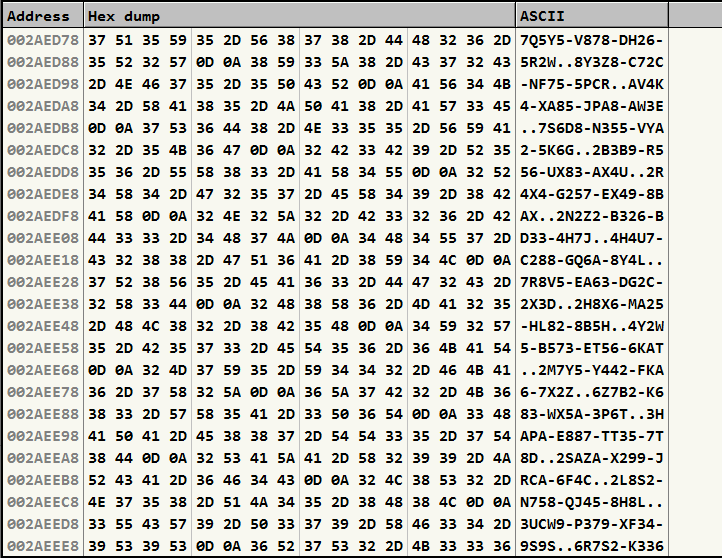 Address Hex dump ASCII
002AED78 37 51 35 59 35 2D 56 38 37 38 2D 44 48 32 36 2D 7Q5Y5-V878-DH26-
002AED88 35 52 32 57 0D 0A 38 59 33 5A 38 2D 43 37 32 43 5R2W..8Y3Z8-C72C
002AED98 2D 4E 46 37 35 2D 35 50 43 52 0D 0A 41 56 34 4B -NF75-5PCR..AV4K
002AEDA8 34 2D 58 41 38 35 2D 4A 50 41 38 2D 41 57 33 45 4-XA85-JPA8-AW3E
002AEDB8 0D 0A 37 53 36 44 38 2D 4E 33 35 35 2D 56 59 41 ..7S6D8-N355-VYA
002AEDC8 32 2D 35 4B 36 47 0D 0A 32 42 33 42 39 2D 52 35 2-5K6G..2B3B9-R5
002AEDD8 35 36 2D 55 58 38 33 2D 41 58 34 55 0D 0A 32 52 56-UX83-AX4U..2R
002AEDE8 34 58 34 2D 47 32 35 37 2D 45 58 34 39 2D 38 42 4X4-G257-EX49-8B
002AEDF8 41 58 0D 0A 32 4E 32 5A 32 2D 42 33 32 36 2D 42 AX..2N2Z2-B326-B
002AEE08 44 33 33 2D 34 48 37 4A 0D 0A 34 48 34 55 37 2D D33-4H7J..4H4U7-
002AEE18 43 32 38 38 2D 47 51 36 41 2D 38 59 34 4C 0D 0A C288-GQ6A-8Y4L..
002AEE28 37 52 38 56 35 2D 45 41 36 33 2D 44 47 32 43 2D 7R8V5-EA63-DG2C-
002AEE38 32 58 33 44 0D 0A 32 48 38 58 36 2D 4D 41 32 35 2X3D..2H8X6-MA25
002AEE48 2D 48 4C 38 32 2D 38 42 35 48 0D 0A 34 59 32 57 -HL82-8B5H..4Y2W
002AEE58 35 2D 42 35 37 33 2D 45 54 35 36 2D 36 4B 41 54 5-B573-ET56-6KAT
002AEE68 0D 0A 32 4D 37 59 35 2D 59 34 34 32 2D 46 4B 41 ..2M7Y5-Y442-FKA
002AEE78 36 2D 37 58 32 5A 0D 0A 36 5A 37 42 32 2D 4B 36 6-7X2Z..6Z7B2-K6
002AEE88 38 33 2D 57 58 35 41 2D 33 50 36 54 0D 0A 33 48 83-WX5A-3P6T..3H
002AEE98 41 50 41 2D 45 38 38 37 2D 54 54 33 35 2D 37 54 APA-E887-TT35-7T
002AEEA8 38 44 0D 0A 32 53 41 5A 41 2D 58 32 39 39 2D 4A 8D..2SAZA-X299-J
002AEEB8 52 43 41 2D 36 46 34 43 0D 0A 32 4C 38 53 32 2D RCA-6F4C..2L8S2-
002AEEC8 4E 37 35 38 2D 51 4A 34 35 2D 38 48 38 4C 0D 0A N758-QJ45-8H8L..
002AEED8 33 55 43 57 39 2D 50 33 37 39 2D 58 46 33 34 2D 3UCW9-P379-XF34-
002AEEE8 39 53 39 53 0D 0A 36 52 37 53 32 2D 4B 33 33 36 9S9S..6R7S2-K336